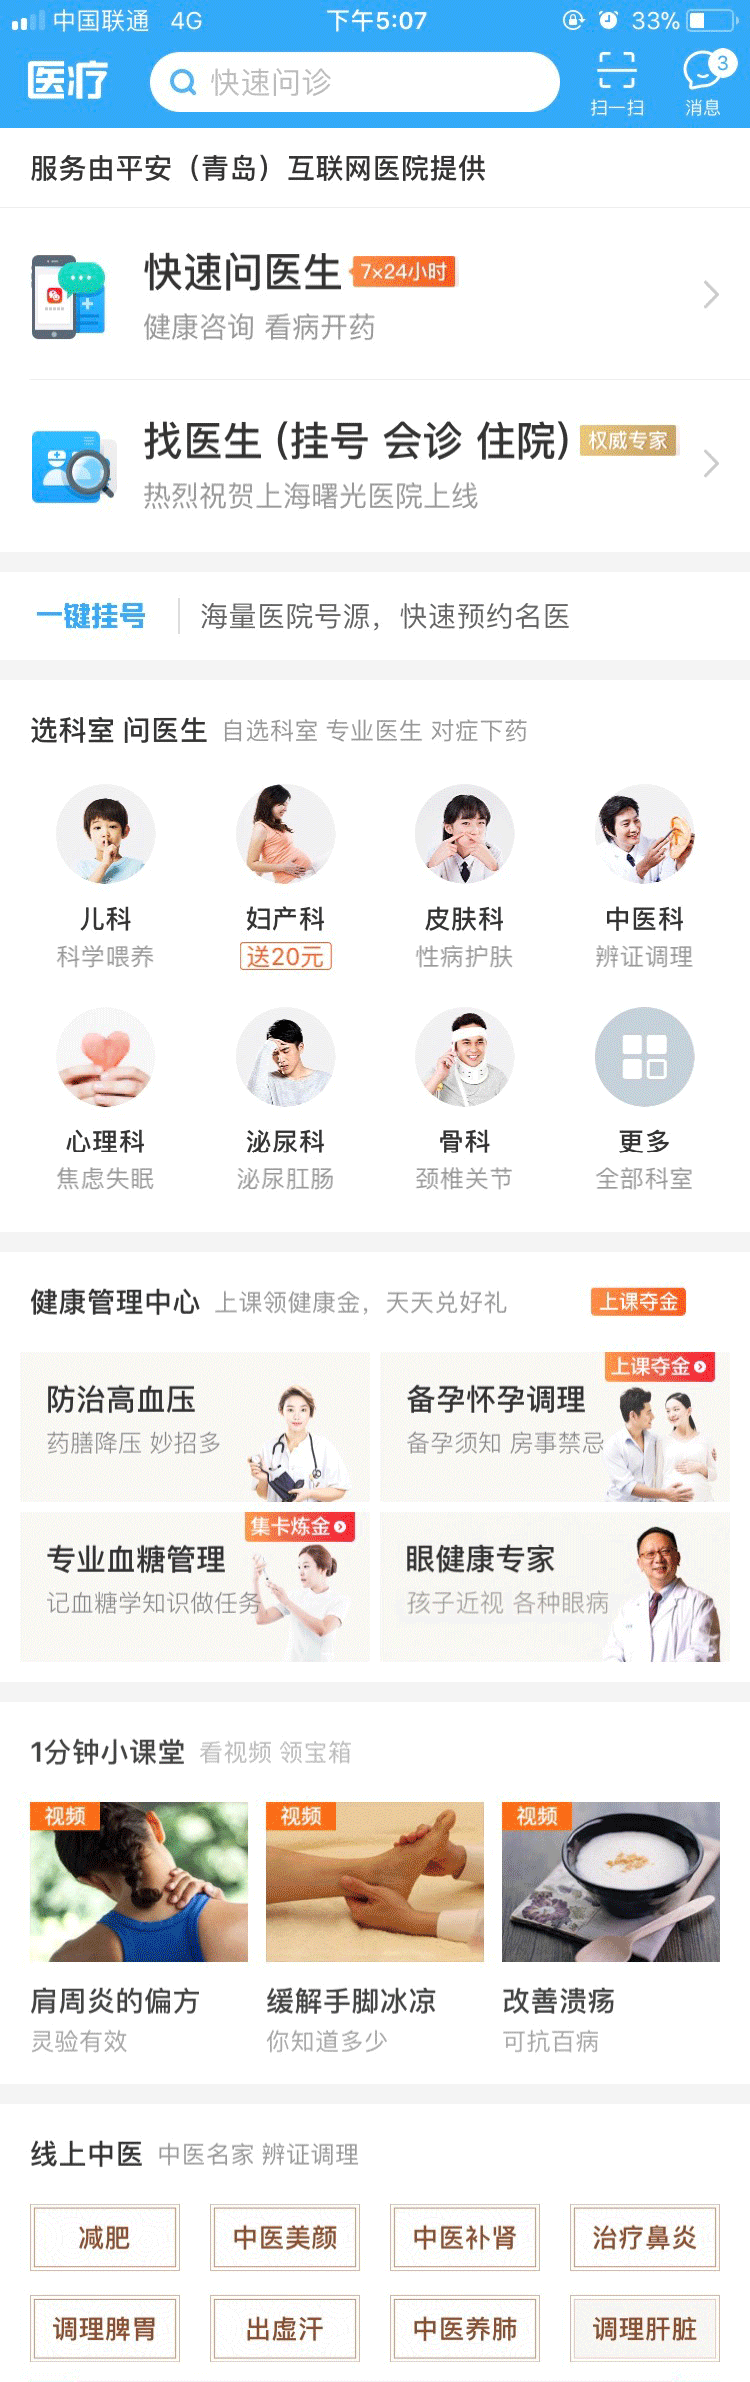 中国联通 4G 下午5:07 33%
医疗 快速问诊 扫一扫 消息 3
服务由平安（青岛）互联网医院提供
快速问医生 7×24小时
健康咨询 看病开药
找医生 (挂号 会诊 住院) 权威专家
热烈祝贺上海曙光医院上线
一键挂号 海量医院号源，快速预约名医
选科室 问医生 自选科室 专业医生 对症下药
儿科 妇产科 皮肤科 中医科
科学喂养 送20元 性病护肤 辨证调理
心理科 泌尿科 骨科 更多
焦虑失眠 泌尿肛肠 颈椎关节 全部科室
健康管理中心 上课领健康金，天天兑好礼 上课夺金
防治高血压
药膳降压 妙招多
上课夺金
备孕怀孕调理
备孕须知 房事禁忌
集卡炼金
专业血糖管理
记血糖学知识做任务
眼健康专家
孩子近视 各种眼病
1分钟小课堂 看视频 领宝箱
视频 视频 视频
肩周炎的偏方 缓解手脚冰凉 改善溃疡
灵验有效 你知道多少 可抗百病
线上中医 中医名家 辨证调理
减肥 中医美颜 中医补肾 治疗鼻炎
调理脾胃 出虚汗 中医养肺 调理肝脏